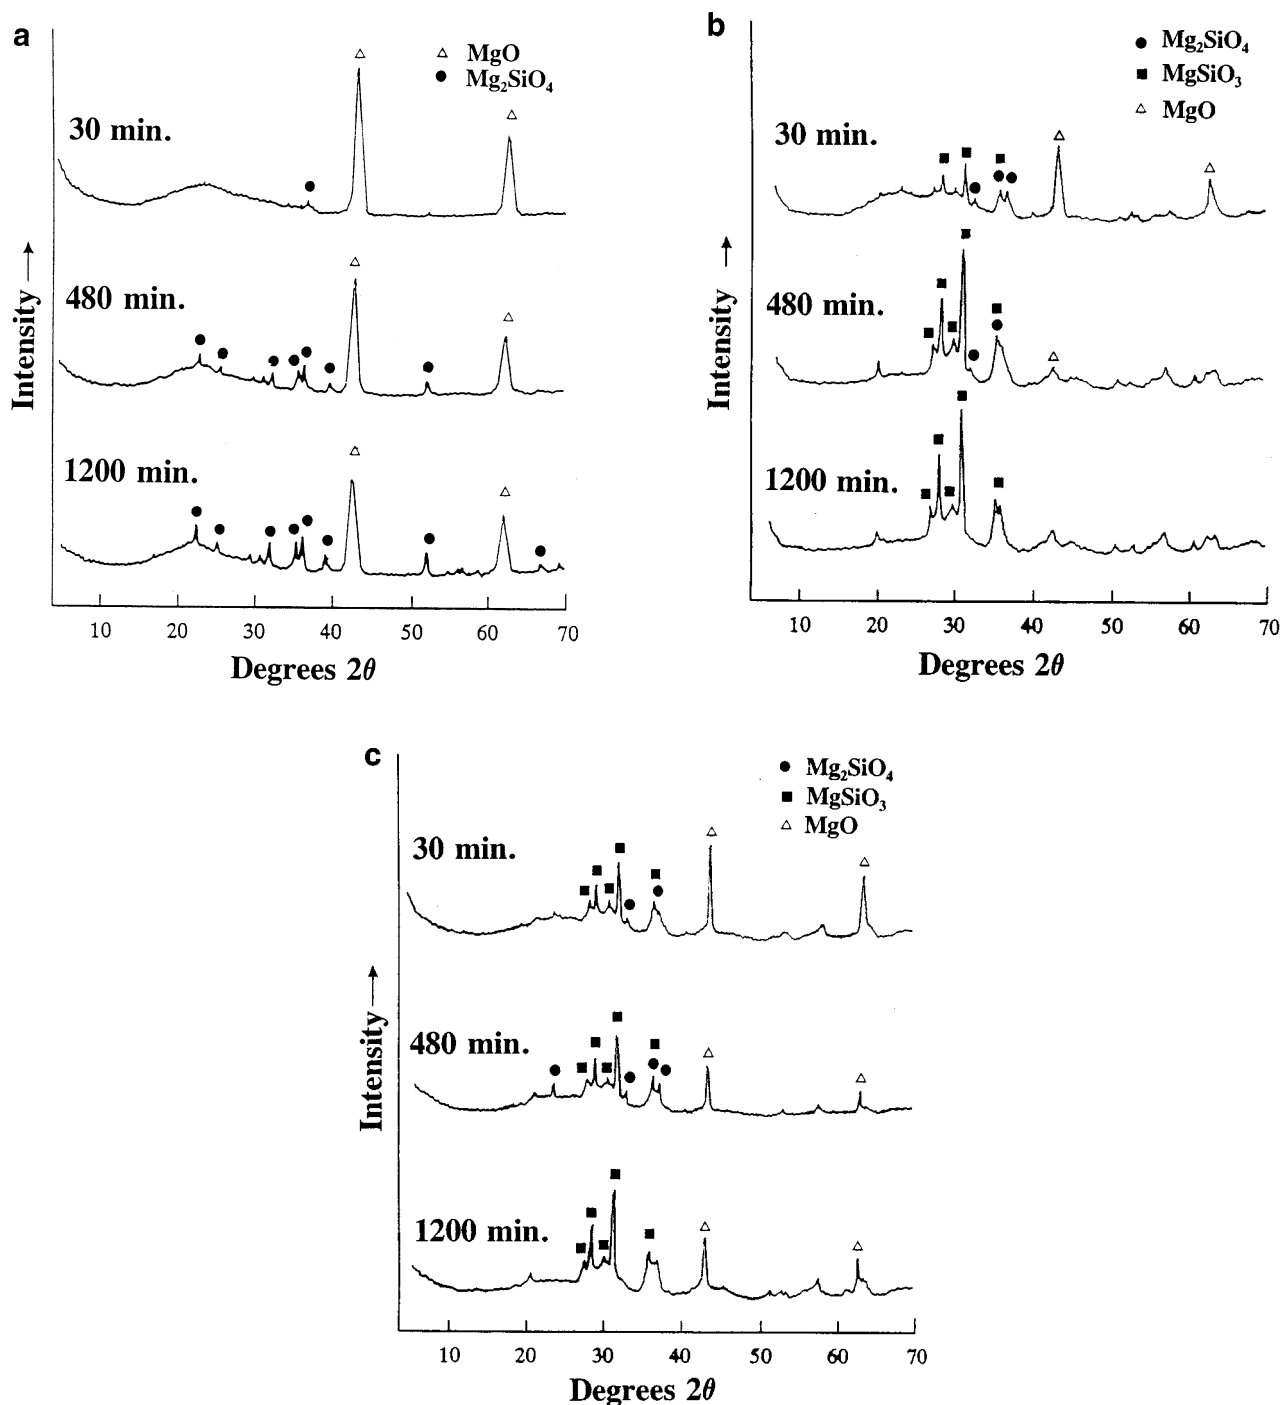 a
△ MgO
● Mg₂SiO₄
30 min.
480 min.
1200 min.
Intensity →
10 20 30 40 50 60 70
Degrees 2θ
b
● Mg₂SiO₄
■ MgSiO₃
△ MgO
30 min.
480 min.
1200 min.
Intensity →
10 20 30 40 50 60 70
Degrees 2θ
c
● Mg₂SiO₄
■ MgSiO₃
△ MgO
30 min.
480 min.
1200 min.
Intensity →
10 20 30 40 50 60 70
Degrees 2θ